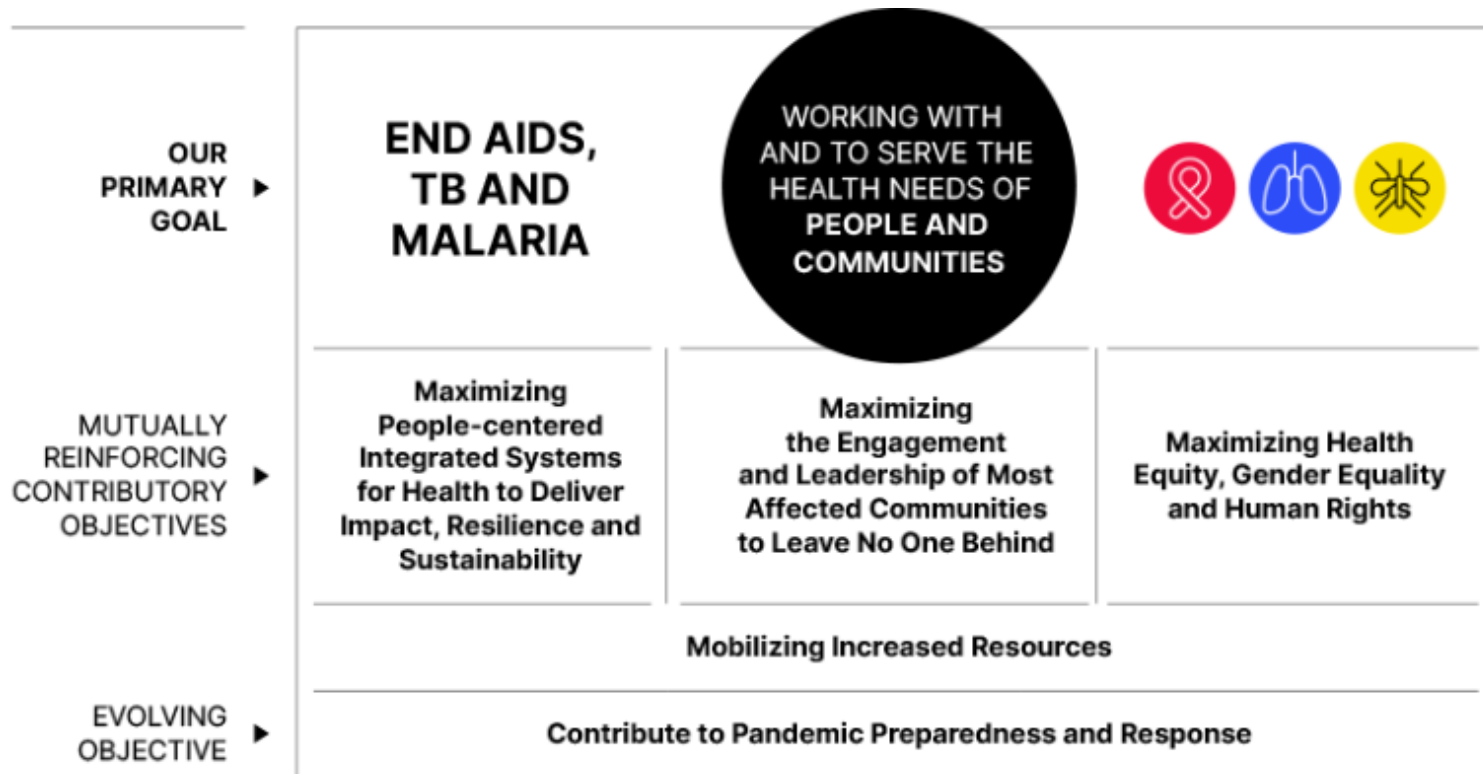 OUR
PRIMARY
GOAL
END AIDS,
TB AND
MALARIA
WORKING WITH
AND TO SERVE THE
HEALTH NEEDS OF
PEOPLE AND
COMMUNITIES
MUTUALLY
REINFORCING
CONTRIBUTORY
OBJECTIVES
Maximizing
People-centered
Integrated Systems
for Health to Deliver
Impact, Resilience and
Sustainability
Maximizing
the Engagement
and Leadership of Most
Affected Communities
to Leave No One Behind
Maximizing Health
Equity, Gender Equality
and Human Rights
Mobilizing Increased Resources
EVOLVING
OBJECTIVE
Contribute to Pandemic Preparedness and Response